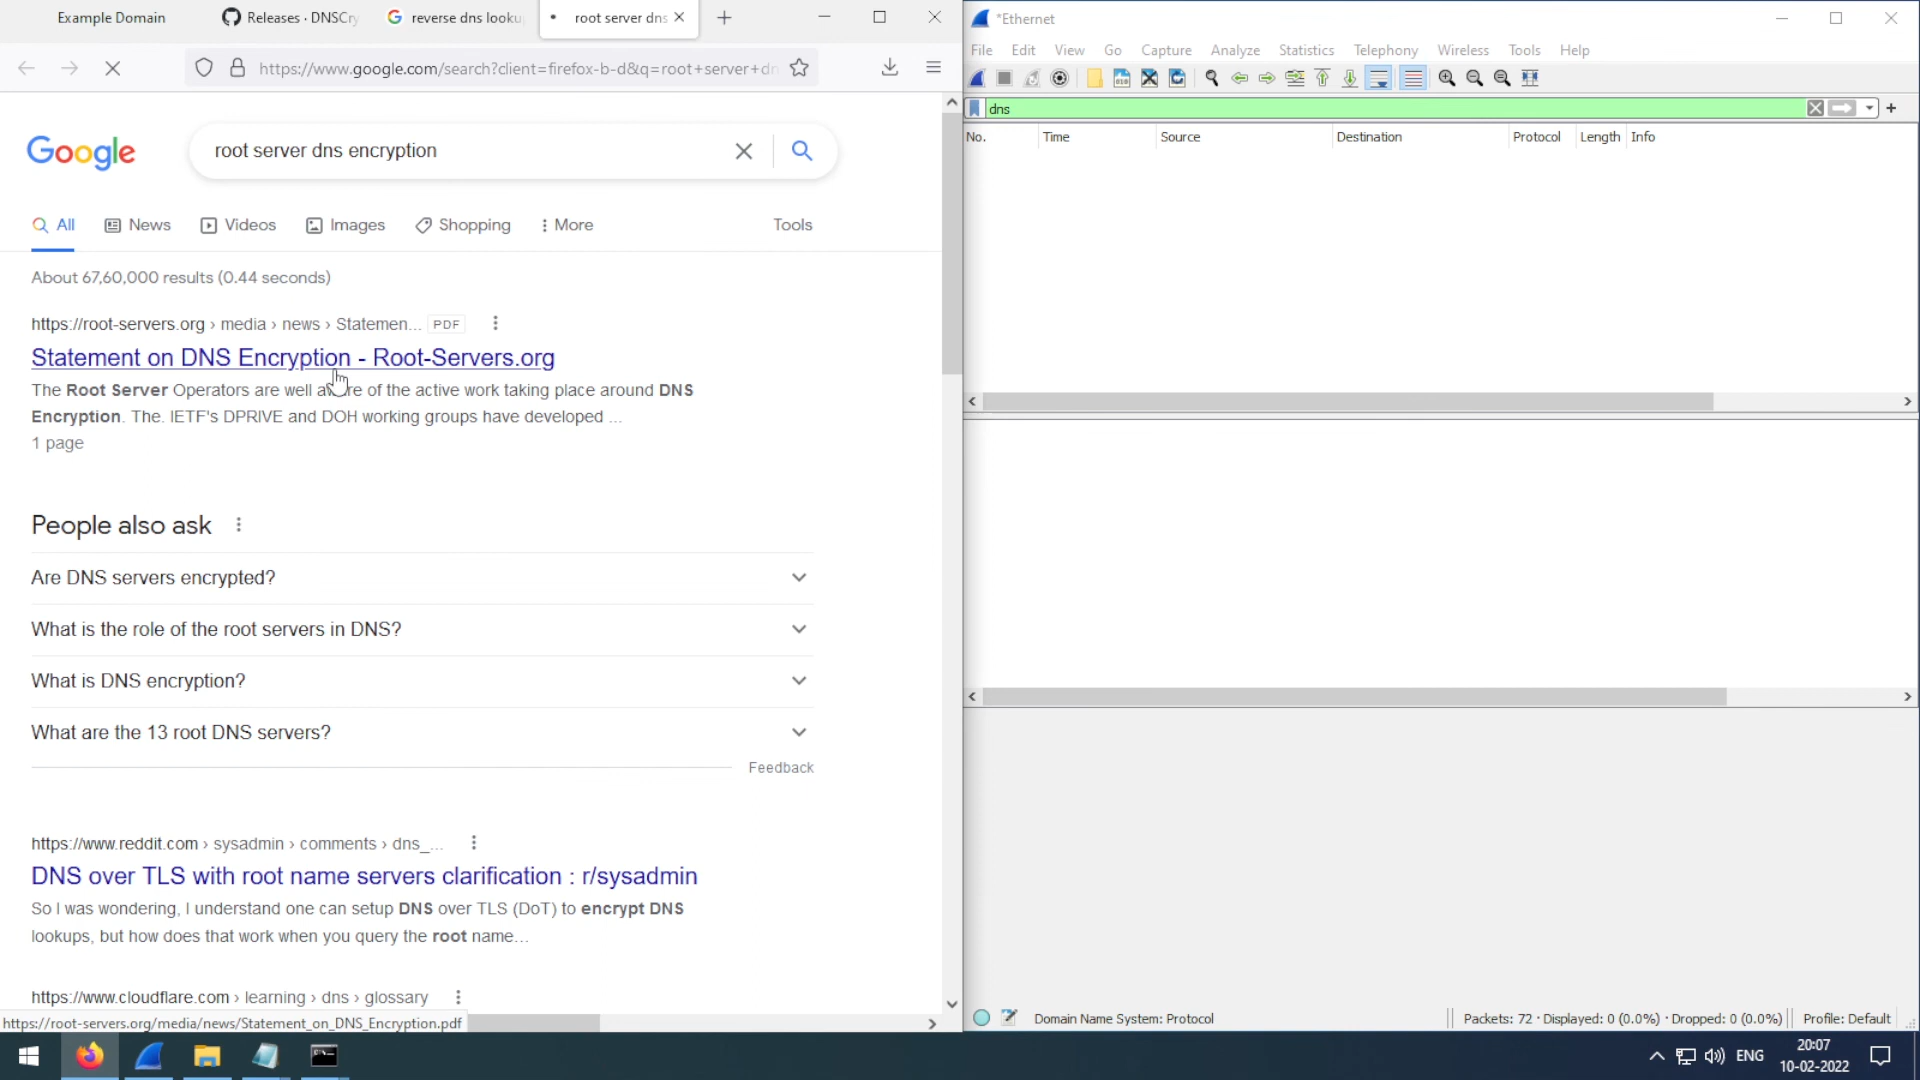 Example Domain
Releases · DNSCry
reverse dns looku
root server dns
https://www.google.com/search?client=firefox-b-d&q=root+server+dn
Google
root server dns encryption
All
News
Videos
Images
Shopping
More
Tools
About 67,60,000 results (0.44 seconds)
https://root-servers.org › media › news › Statemen... PDF
Statement on DNS Encryption - Root-Servers.org
The Root Server Operators are well aware of the active work taking place around DNS
Encryption. The. IETF's DPRIVE and DOH working groups have developed ...
1 page
People also ask
Are DNS servers encrypted?
What is the role of the root servers in DNS?
What is DNS encryption?
What are the 13 root DNS servers?
Feedback
https://www.reddit.com › sysadmin › comments › dns_...
DNS over TLS with root name servers clarification : r/sysadmin
So I was wondering, I understand one can setup DNS over TLS (DoT) to encrypt DNS
lookups, but how does that work when you query the root name...
https://www.cloudflare.com › learning › dns › glossary
https://root-servers.org/media/news/Statement_on_DNS_Encryption.pdf
*Ethernet
File Edit View Go Capture Analyze Statistics Telephony Wireless Tools Help
dns
No. Time Source Destination Protocol Length Info
Domain Name System: Protocol
Packets: 72 · Displayed: 0 (0.0%) · Dropped: 0 (0.0%)
Profile: Default
ENG
20:07
10-02-2022